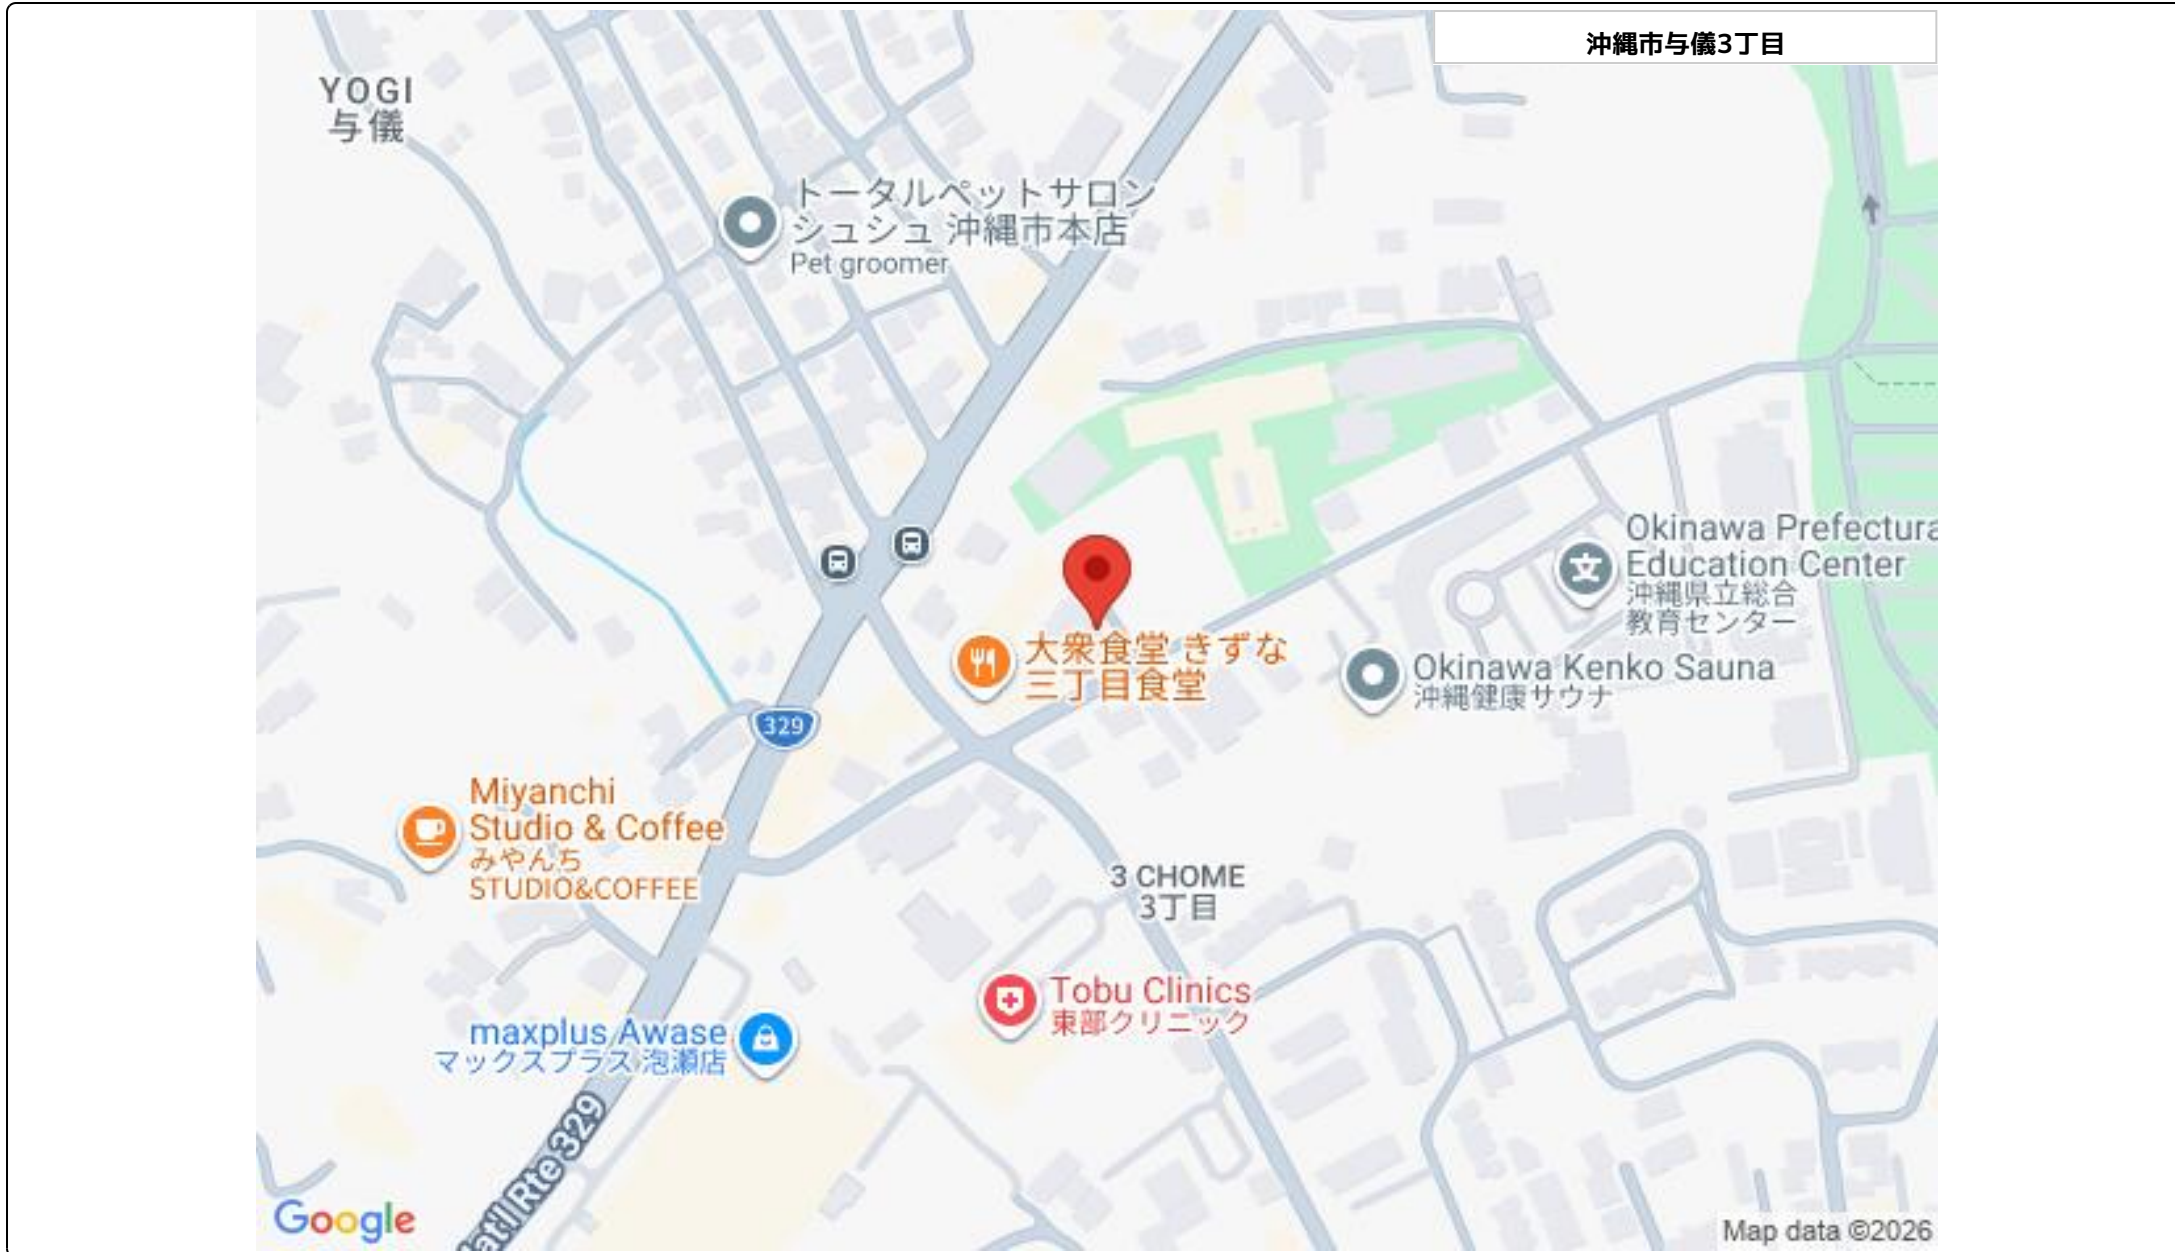 沖縄市与儀3丁目
YOGI
与儀
トータルペットサロン
シュシュ 沖縄市本店
Pet groomer
Okinawa Prefectura
Education Center
沖縄県立総合
教育センター
大衆食堂 きずな
三丁目食堂
Okinawa Kenko Sauna
沖縄健康サウナ
329
Miyanchi
Studio & Coffee
みやんち
STUDIO&COFFEE
3 CHOME
3丁目
Tobu Clinics
東部クリニック
maxplus Awase
マックスプラス 泡瀬店
at'l Rte 329
Google
Map data ©2026